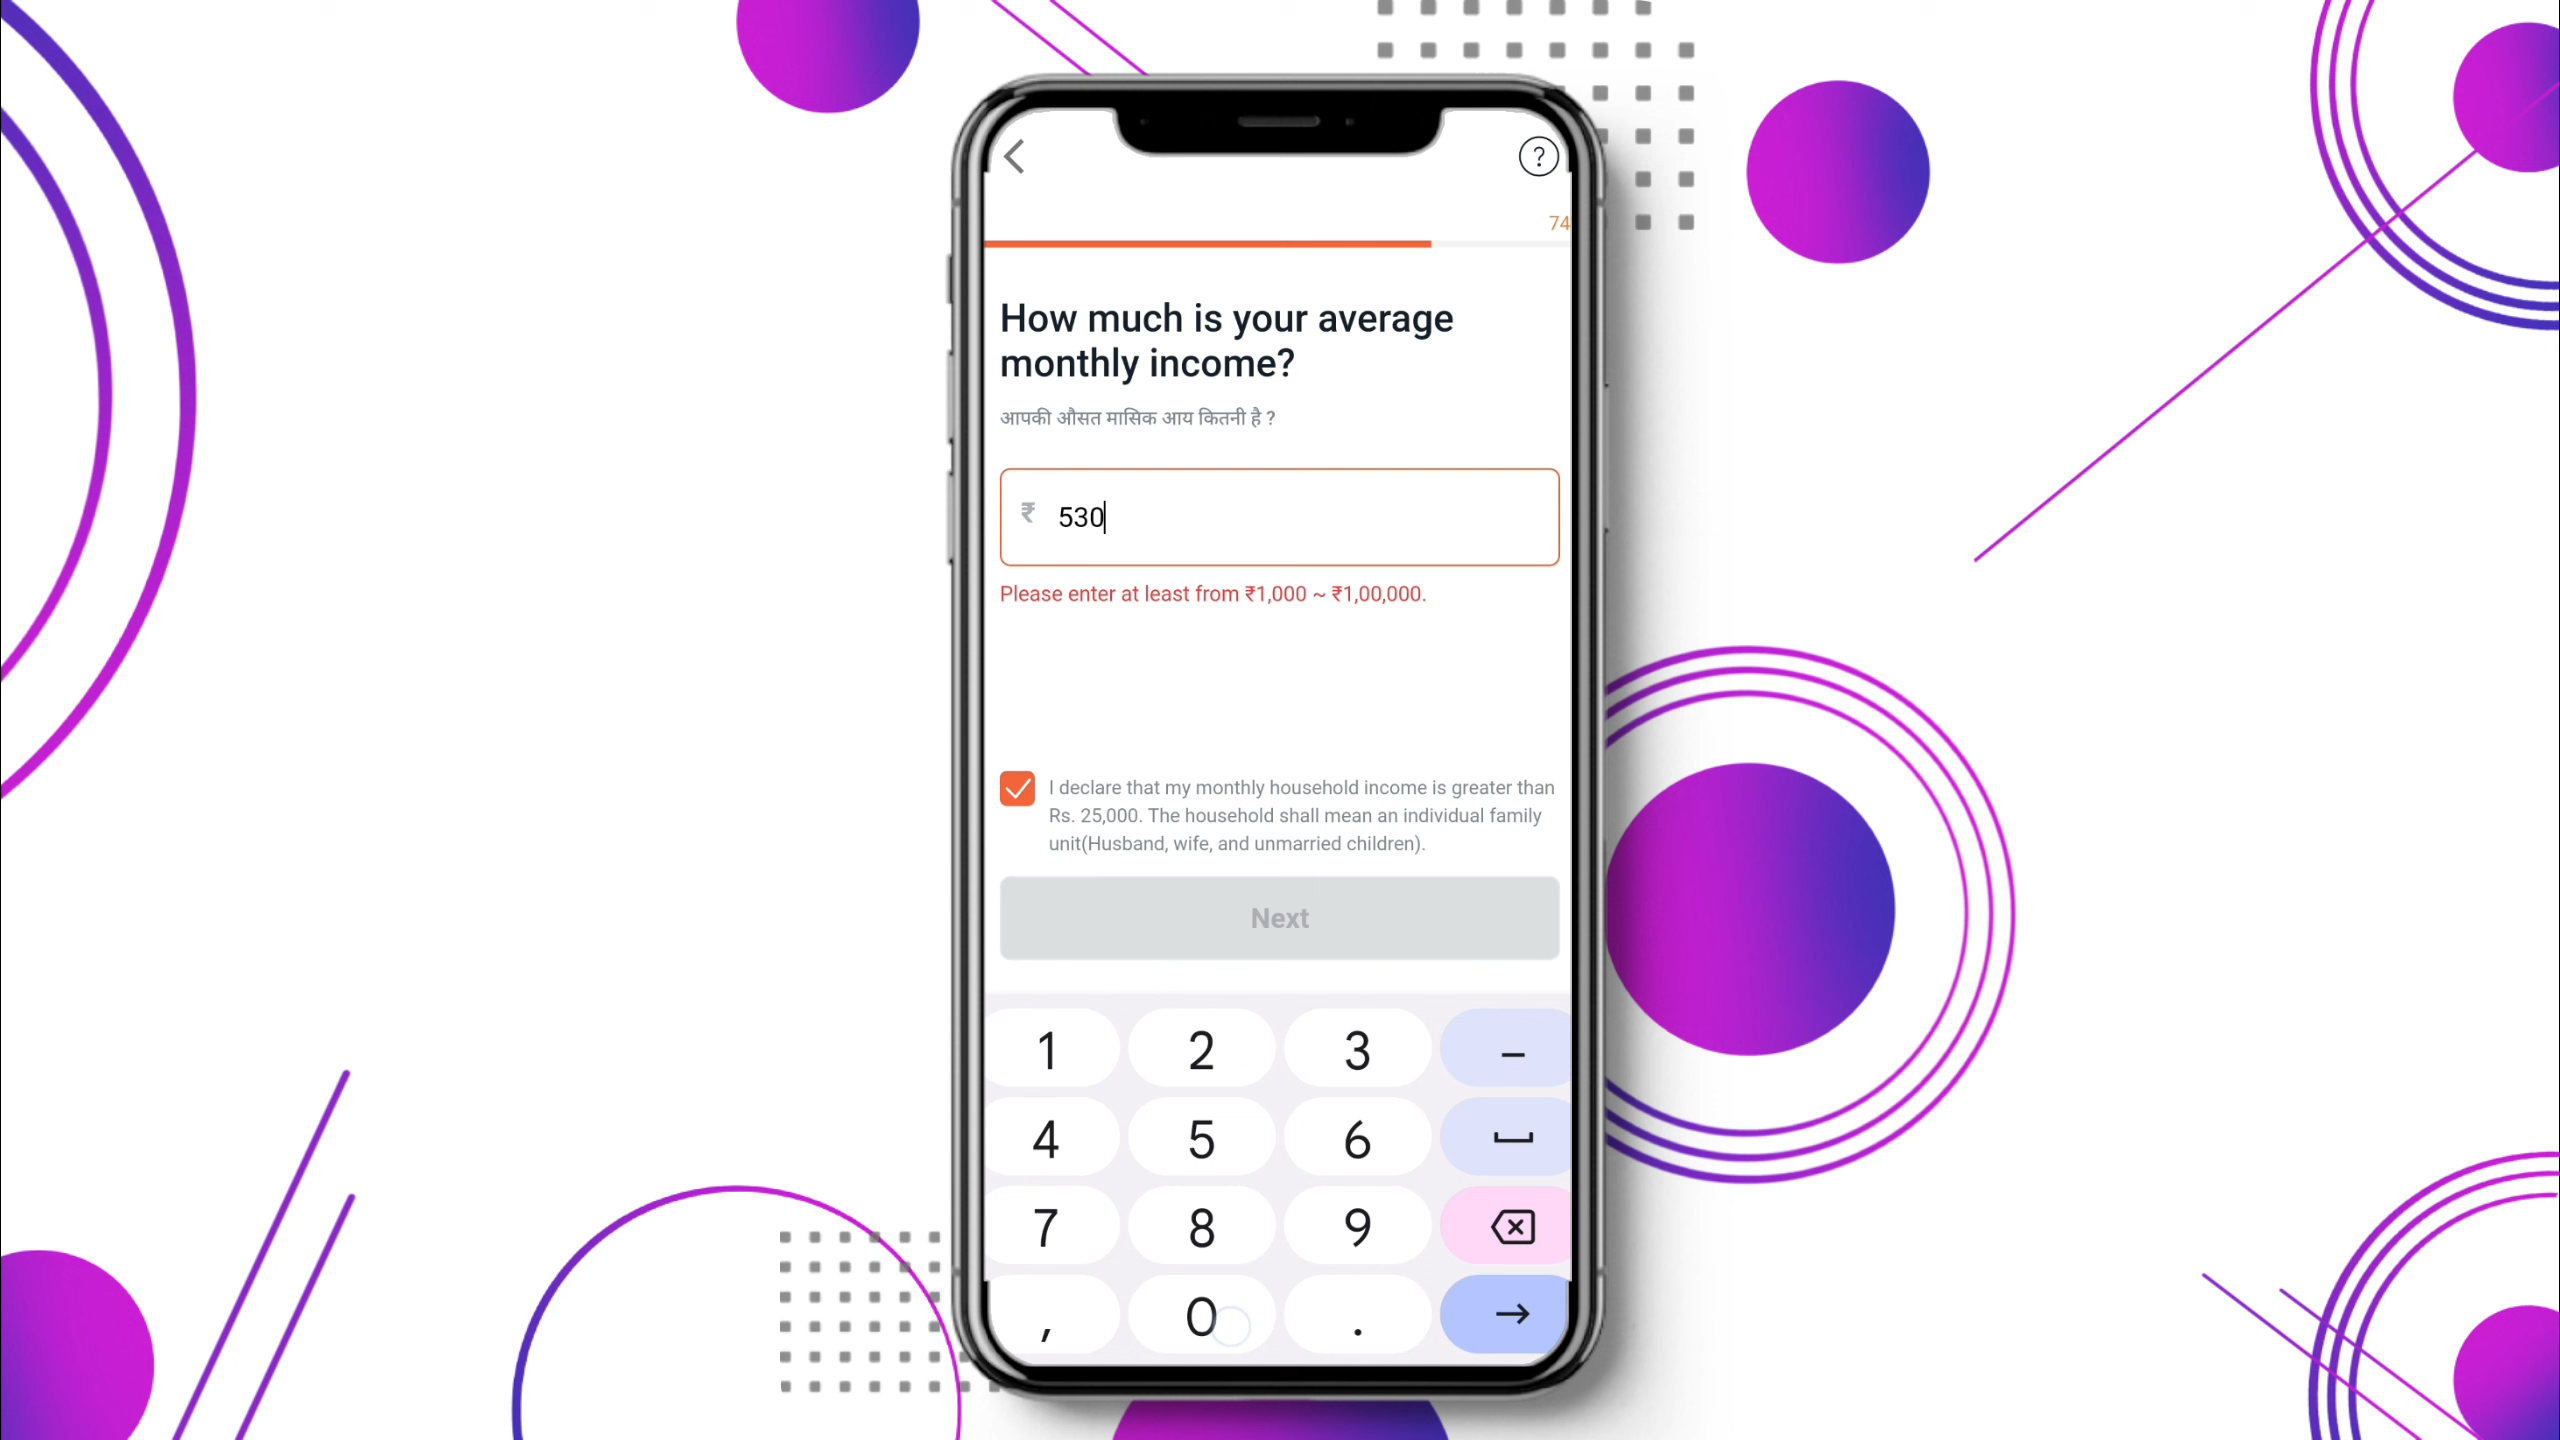 ?
74
How much is your average
monthly income?
आपकी औसत मासिक आय कितनी है ?
₹ 530
Please enter at least from ₹1,000 ~ ₹1,00,000.
I declare that my monthly household income is greater than
Rs. 25,000. The household shall mean an individual family
unit(Husband, wife, and unmarried children).
Next
1 2 3 –
4 5 6
7 8 9
, 0 .